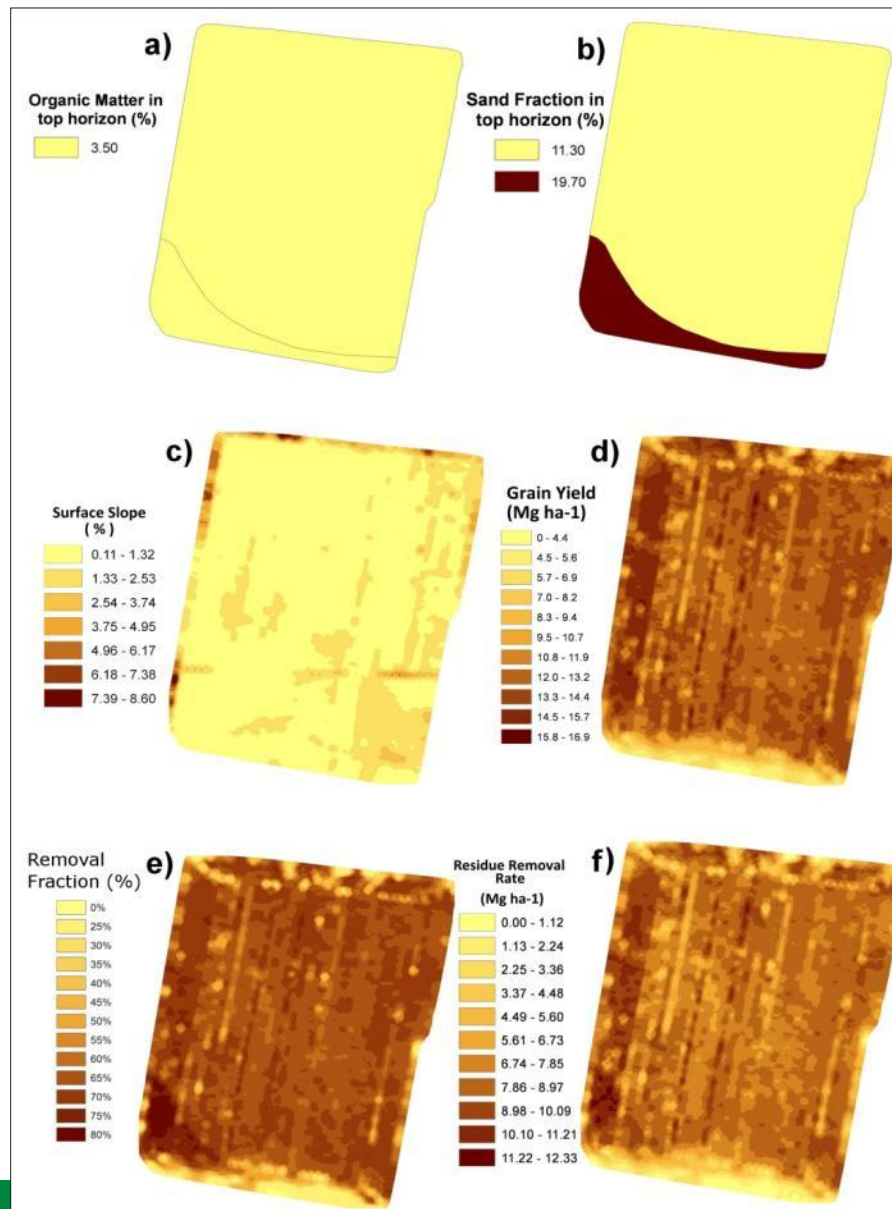 a)
Organic Matter in
top horizon (%)
3.50
b)
Sand Fraction in
top horizon (%)
11.30
19.70
c)
Surface Slope
( % )
0.11 - 1.32
1.33 - 2.53
2.54 - 3.74
3.75 - 4.95
4.96 - 6.17
6.18 - 7.38
7.39 - 8.60
d)
Grain Yield
(Mg ha-1)
0 - 4.4
4.5 - 5.6
5.7 - 6.9
7.0 - 8.2
8.3 - 9.4
9.5 - 10.7
10.8 - 11.9
12.0 - 13.2
13.3 - 14.4
14.5 - 15.7
15.8 - 16.9
e)
Removal
Fraction (%)
0%
25%
30%
35%
40%
45%
50%
55%
60%
65%
70%
75%
80%
f)
Residue Removal
Rate
(Mg ha-1)
0.00 - 1.12
1.13 - 2.24
2.25 - 3.36
3.37 - 4.48
4.49 - 5.60
5.61 - 6.73
6.74 - 7.85
7.86 - 8.97
8.98 - 10.09
10.10 - 11.21
11.22 - 12.33